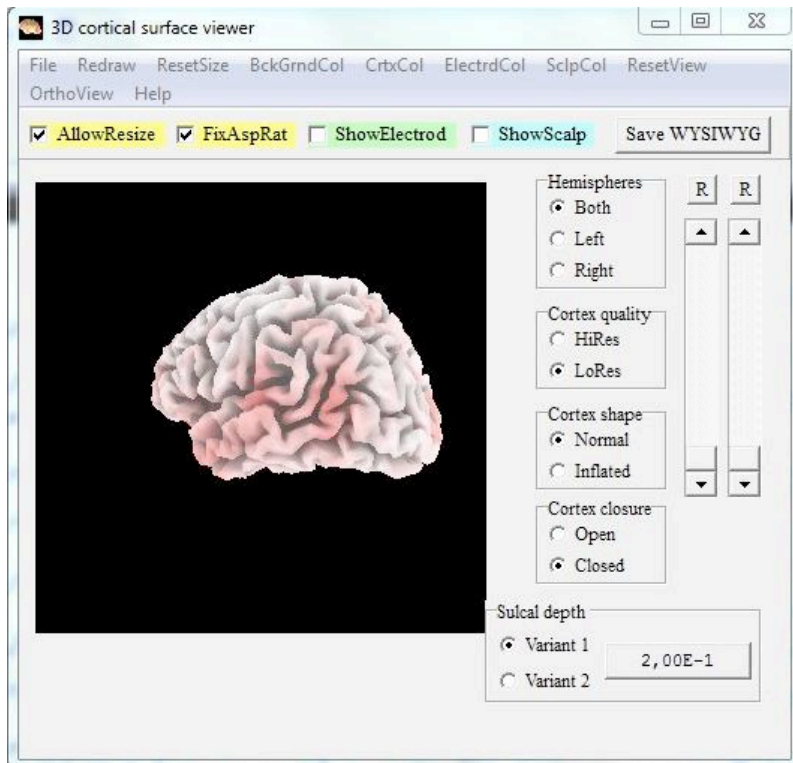 3D cortical surface viewer
File Redraw ResetSize BckGrndCol CrtxCol ElectrdCol SclpCol ResetView
OrthoView Help
AllowResize FixAspRat ShowElectrod ShowScalp Save WYSIWYG
Hemispheres
Both
Left
Right
R R
Cortex quality
HiRes
LoRes
Cortex shape
Normal
Inflated
Cortex closure
Open
Closed
Sulcal depth
Variant 1
Variant 2
2,00E-1